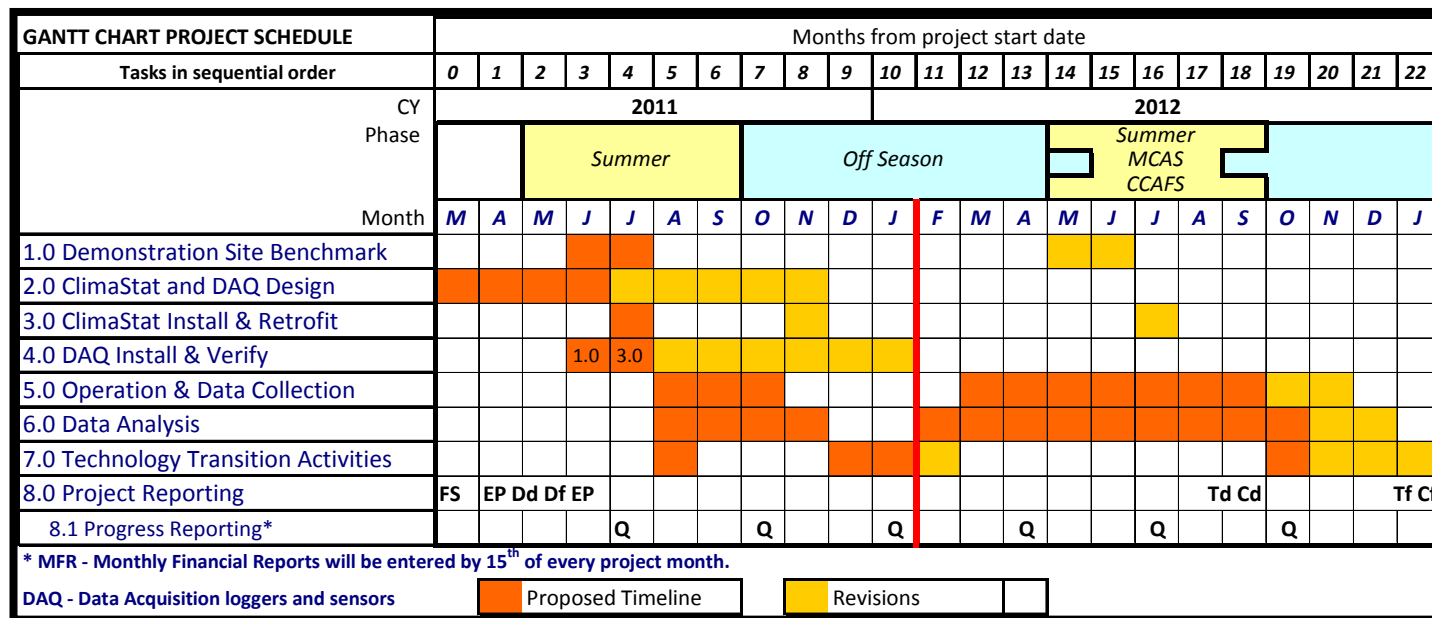 GANTT CHART PROJECT SCHEDULE Months from project start date
Tasks in sequential order 0 1 2 3 4 5 6 7 8 9 10 11 12 13 14 15 16 17 18 19 20 21 22
CY 2011 2012
Phase Summer Off Season Summer
MCAS
CCAFS
Month M A M J J A S O N D J F M A M J J A S O N D J
1.0 Demonstration Site Benchmark
2.0 ClimaStat and DAQ Design
3.0 ClimaStat Install & Retrofit
4.0 DAQ Install & Verify 1.0 3.0
5.0 Operation & Data Collection
6.0 Data Analysis
7.0 Technology Transition Activities
8.0 Project Reporting FS EP Dd Df EP Td Cd Tf
8.1 Progress Reporting* Q Q Q Q Q Q
* MFR - Monthly Financial Reports will be entered by 15th of every project month.
DAQ - Data Acquisition loggers and sensors Proposed Timeline Revisions